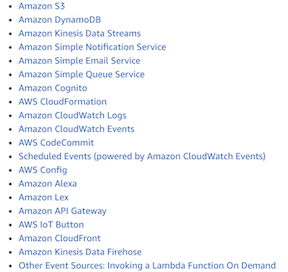 Amazon S3
Amazon DynamoDB
Amazon Kinesis Data Streams
Amazon Simple Notification Service
Amazon Simple Email Service
Amazon Simple Queue Service
Amazon Cognito
AWS CloudFormation
Amazon CloudWatch Logs
Amazon CloudWatch Events
AWS CodeCommit
Scheduled Events (powered by Amazon CloudWatch Events)
AWS Config
Amazon Alexa
Amazon Lex
Amazon API Gateway
AWS IoT Button
Amazon CloudFront
Amazon Kinesis Data Firehose
Other Event Sources: Invoking a Lambda Function On Demand